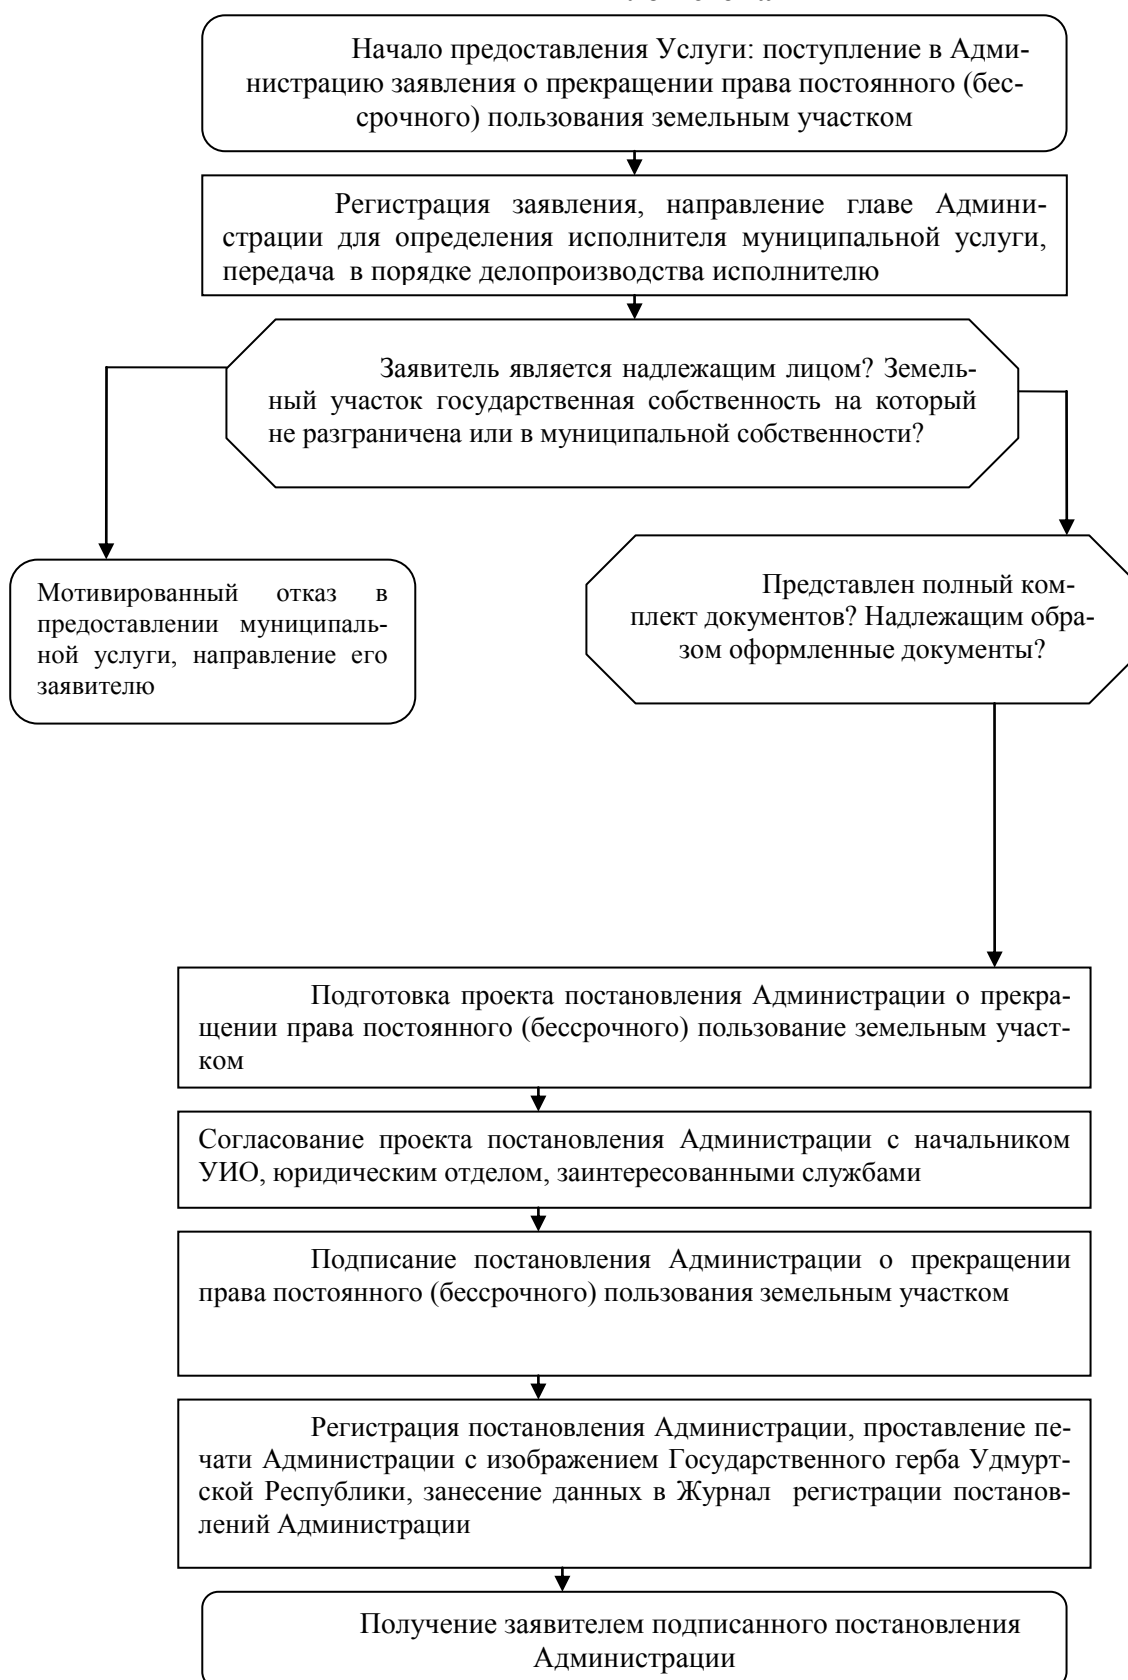 Начало предоставления Услуги: поступление в Адми-
нистрацию заявления о прекращении права постоянного (бес-
срочного) пользования земельным участком
Регистрация заявления, направление главе Админи-
страции для определения исполнителя муниципальной услуги,
передача в порядке делопроизводства исполнителю
Заявитель является надлежащим лицом? Земель-
ный участок государственная собственность на который
не разграничена или в муниципальной собственности?
Мотивированный отказ в
предоставлении муниципаль-
ной услуги, направление его
заявителю
Представлен полный ком-
плект документов? Надлежащим обра-
зом оформленные документы?
Подготовка проекта постановления Администрации о прекра-
щении права постоянного (бессрочного) пользование земельным участ-
ком
Согласование проекта постановления Администрации с начальником
УИО, юридическим отделом, заинтересованными службами
Подписание постановления Администрации о прекращении
права постоянного (бессрочного) пользования земельным участком
Регистрация постановления Администрации, проставление пе-
чати Администрации с изображением Государственного герба Удмурт-
ской Республики, занесение данных в Журнал регистрации постанов-
лений Администрации
Получение заявителем подписанного постановления
Администрации